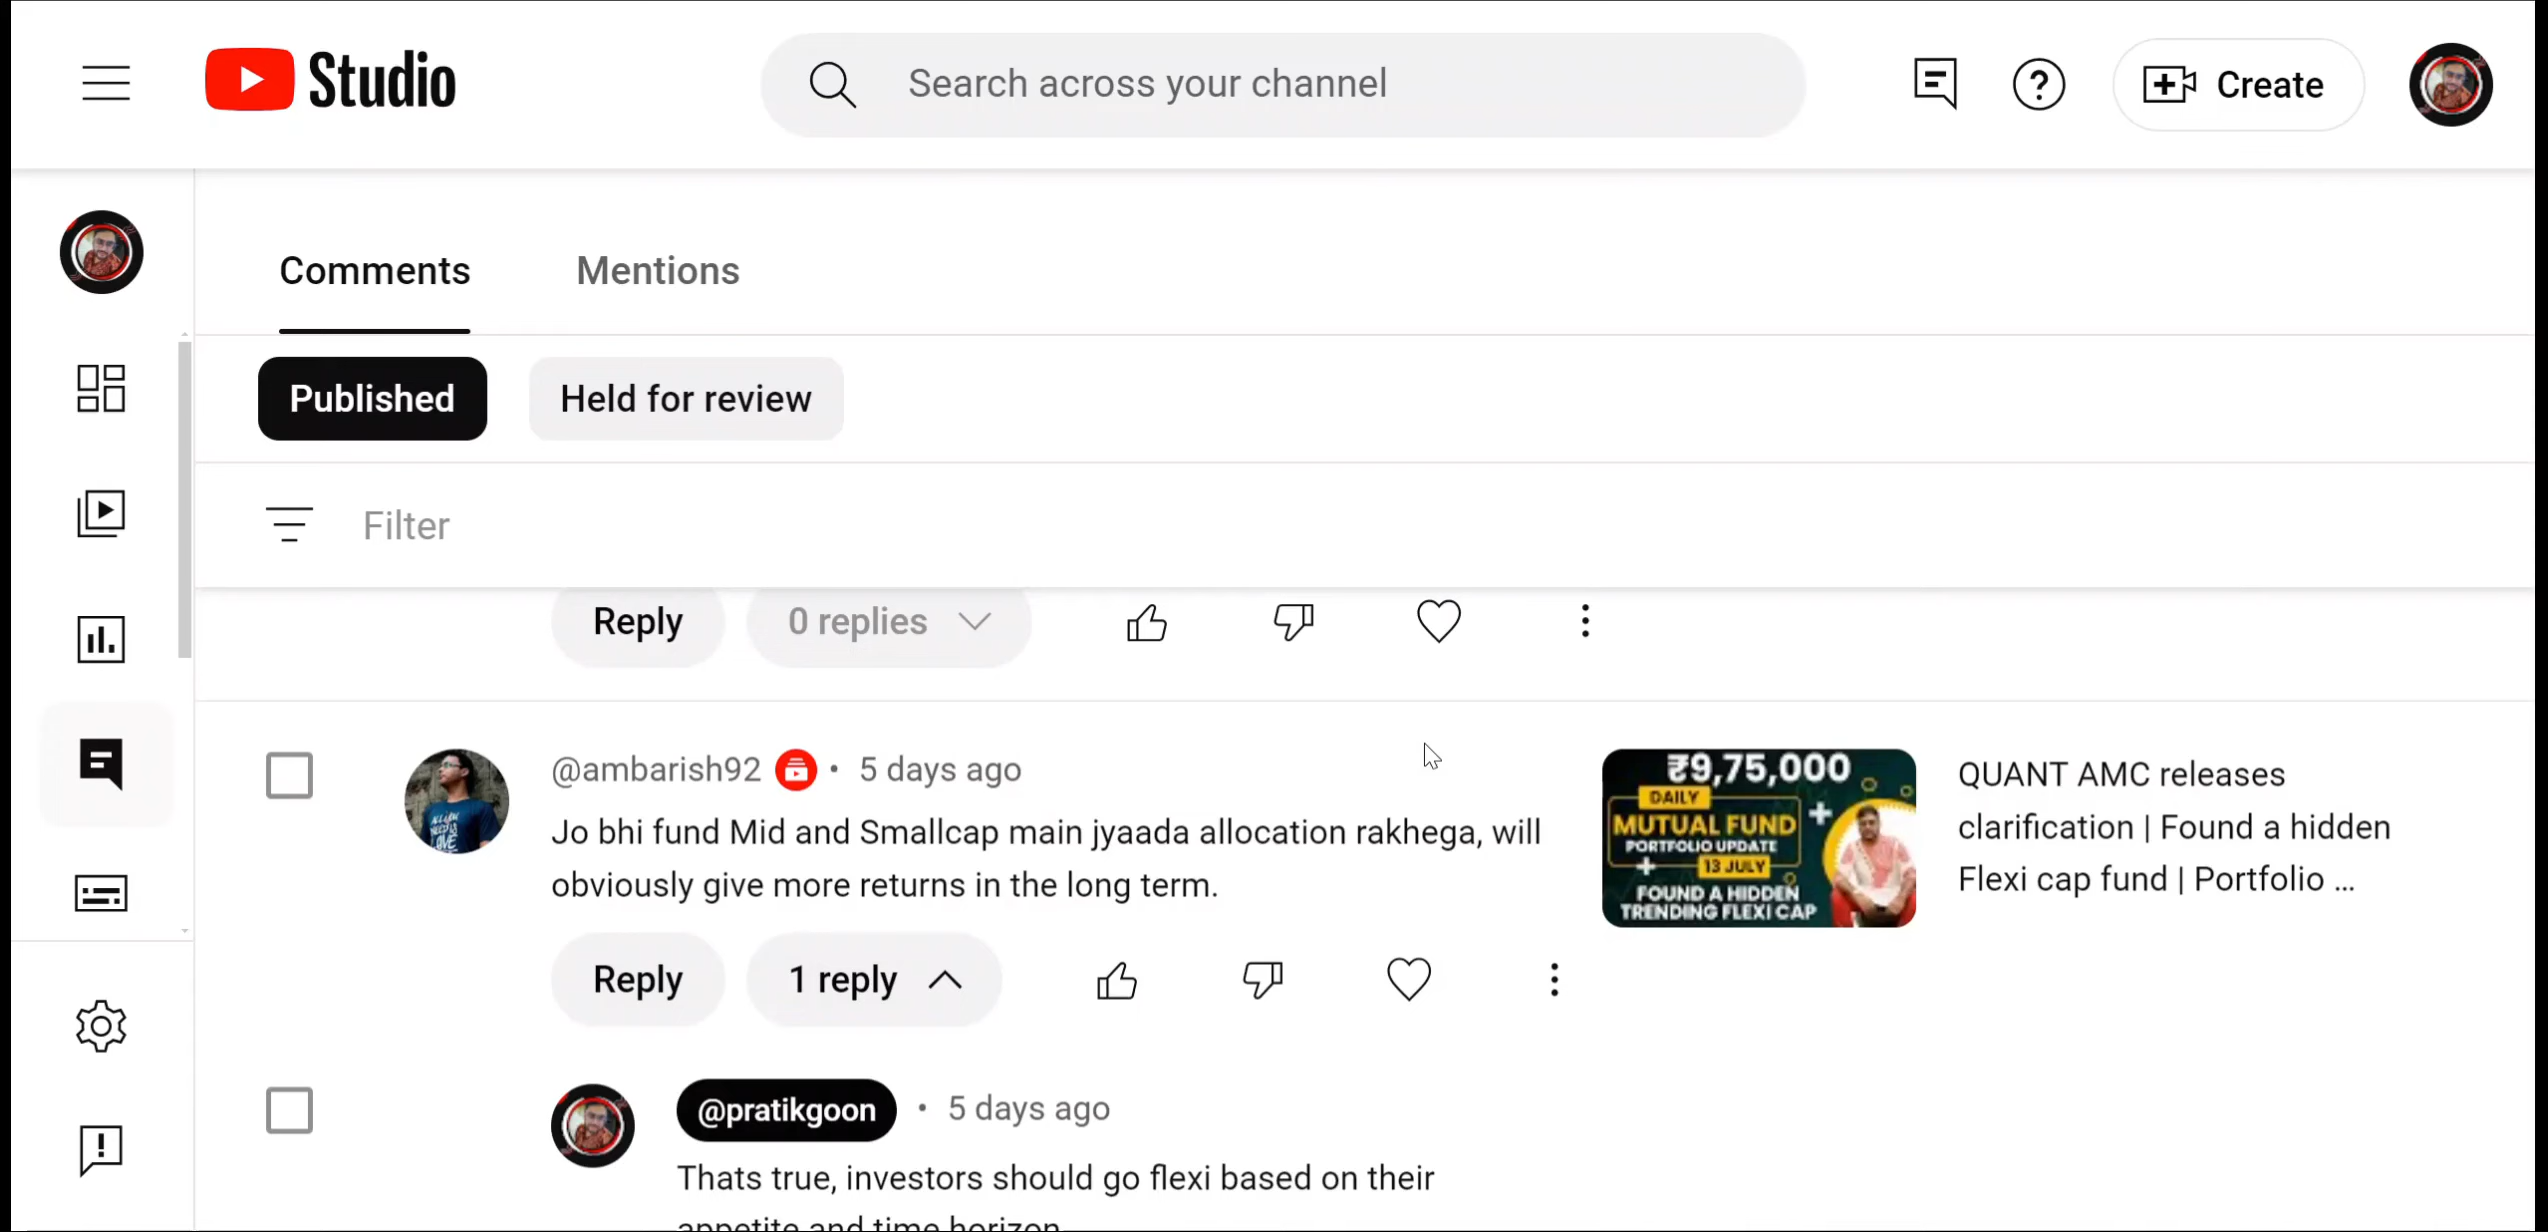 Studio
Search across your channel
Create
Comments
Mentions
Published
Held for review
Filter
Reply
0 replies
@ambarish92 • 5 days ago
Jo bhi fund Mid and Smallcap main jyaada allocation rakhega, will
obviously give more returns in the long term.
₹9,75,000
DAILY
MUTUAL FUND
PORTFOLIO UPDATE
13 JULY
FOUND A HIDDEN
TRENDING FLEXI CAP
QUANT AMC releases
clarification | Found a hidden
Flexi cap fund | Portfolio ...
Reply
1 reply
@pratikgoon • 5 days ago
Thats true, investors should go flexi based on their
appetite and time horizon